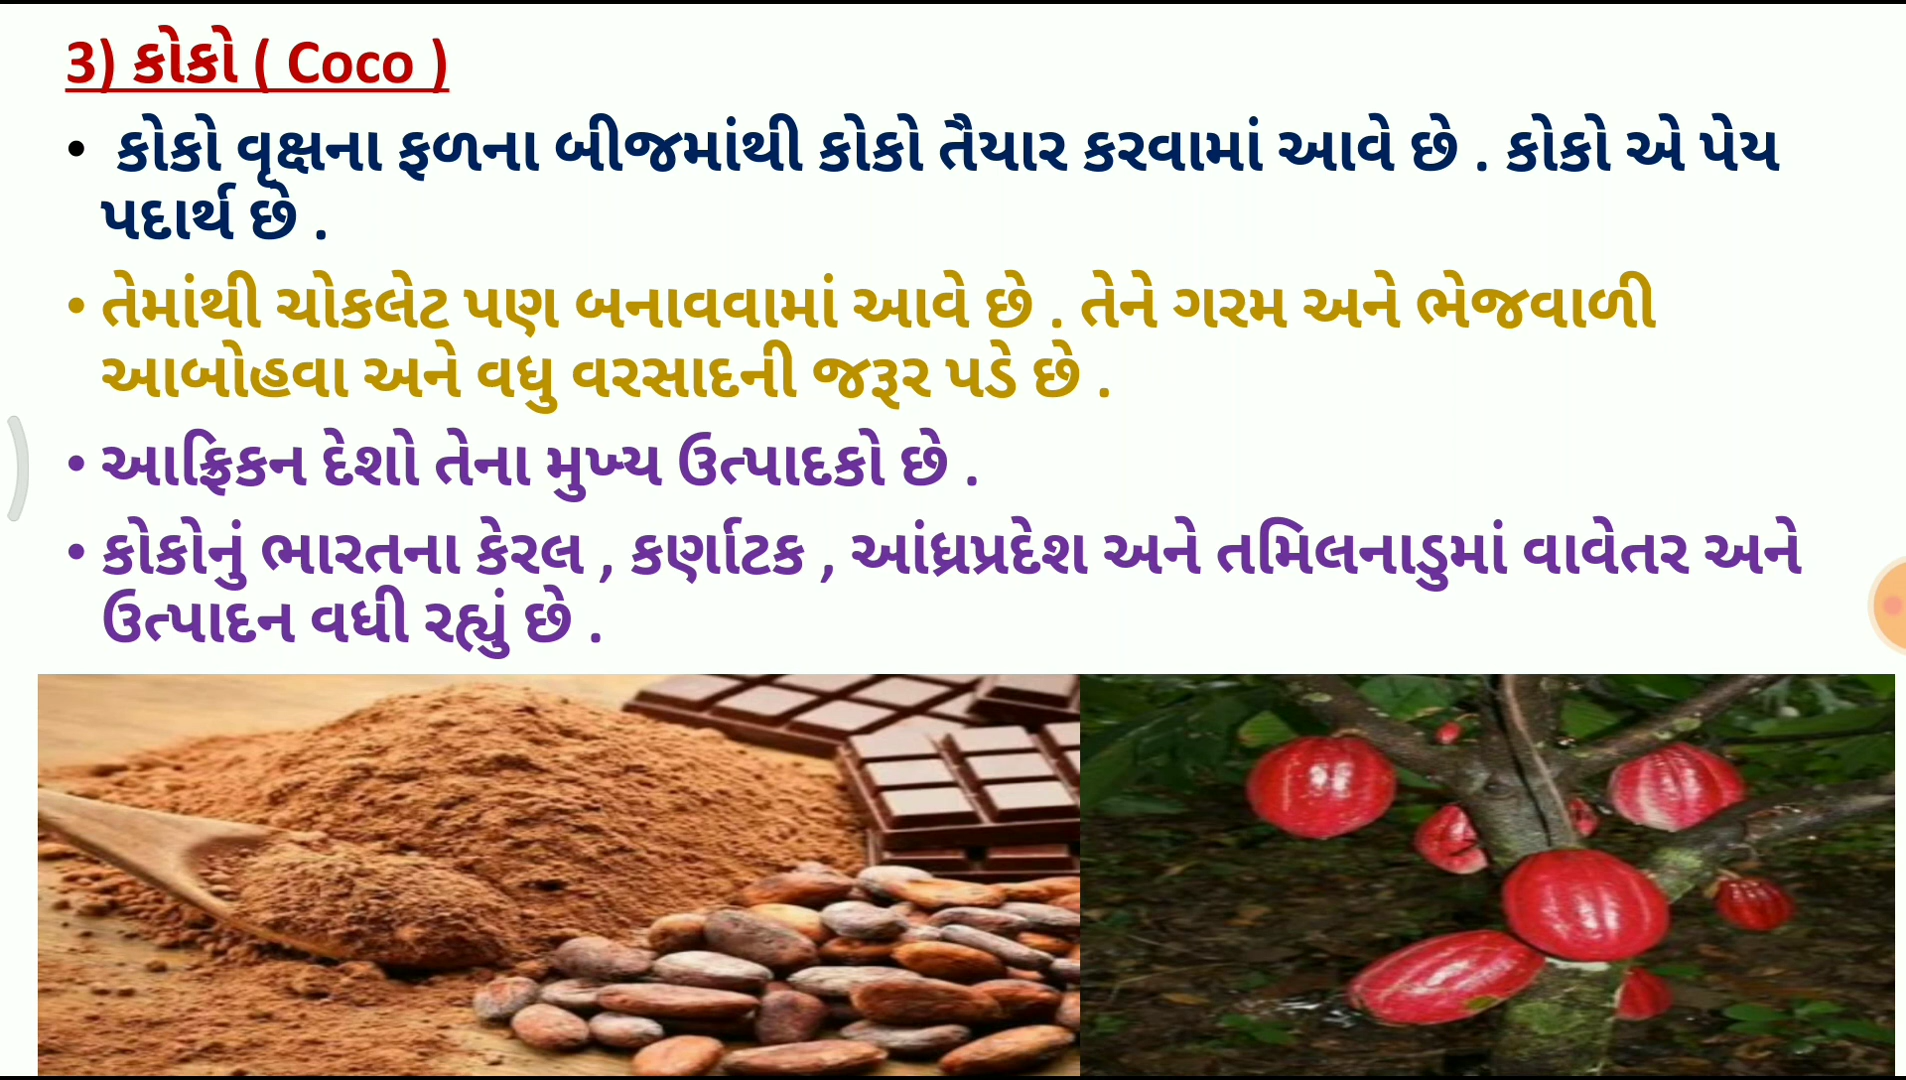 3) કોકો ( Coco )
• કોકો વૃક્ષના ફળના બીજમાંથી કોકો તૈયાર કરવામાં આવે છે . કોકો એ પેય
પદાર્થ છે .
• તેમાંથી ચોકલેટ પણ બનાવવામાં આવે છે . તેને ગરમ અને ભેજવાળી
આબોહવા અને વધુ વરસાદની જરૂર પડે છે .
• આફ્રિકન દેશો તેના મુખ્ય ઉત્પાદકો છે .
• કોકોનું ભારતના કેરલ , કર્ણાટક , આંધ્રપ્રદેશ અને તમિલનાડુમાં વાવેતર અને
ઉત્પાદન વધી રહ્યું છે .